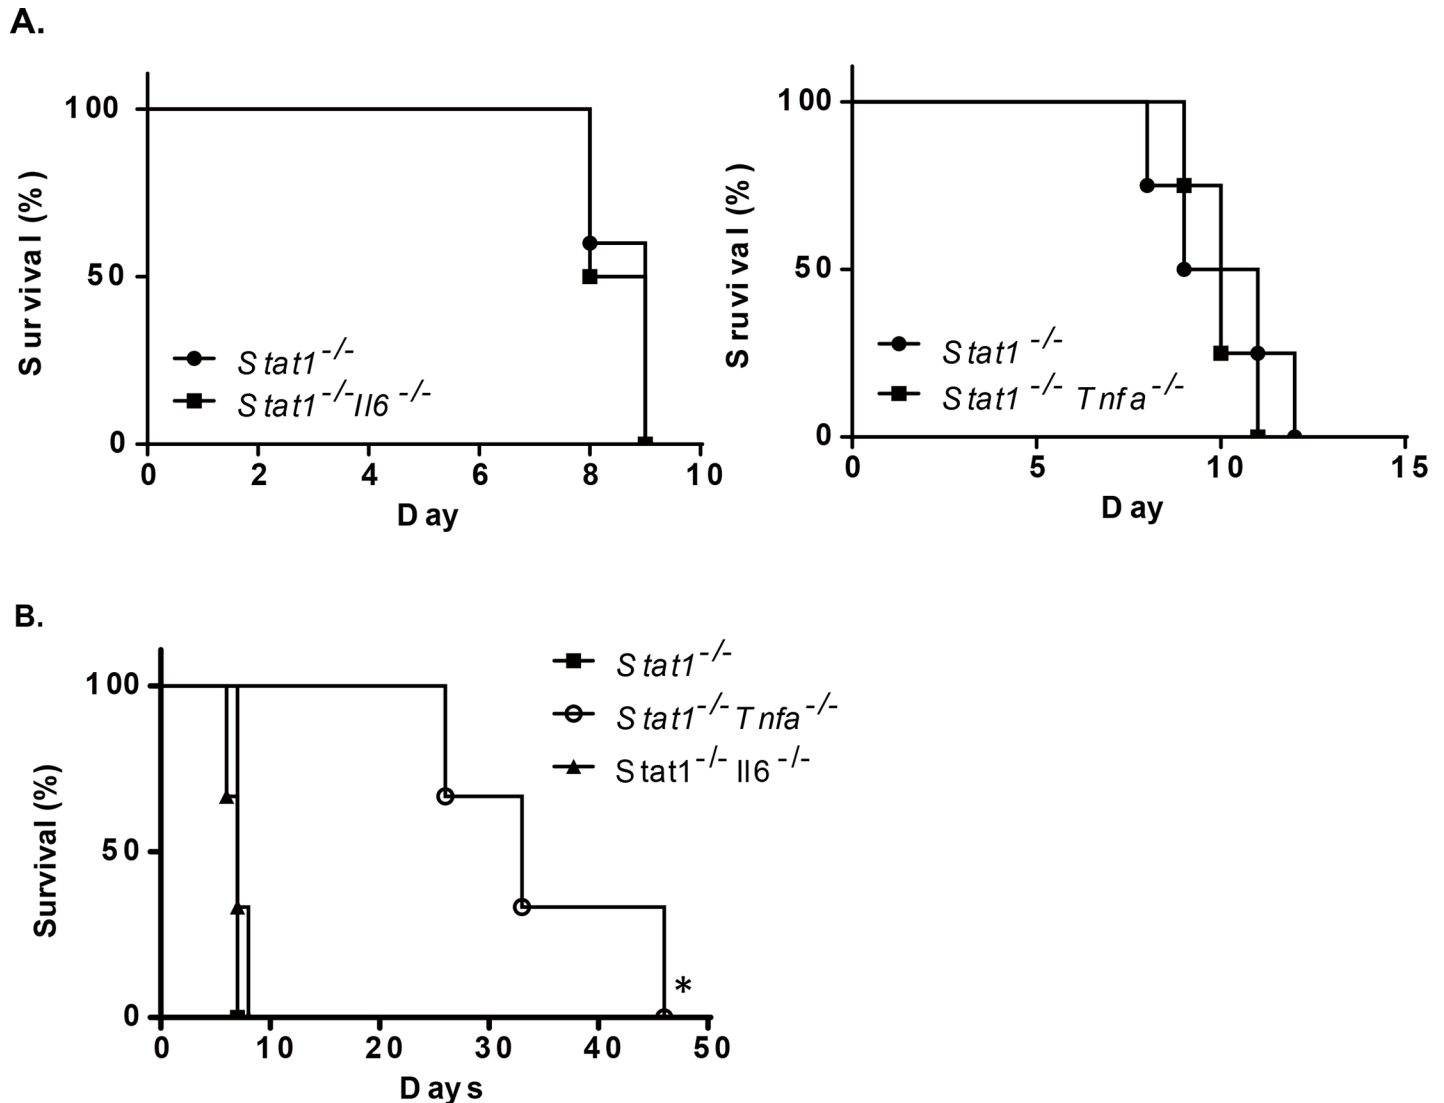 A.
Survival (%)
100
50
0
0 2 4 6 8 10
Day
Stat1 -/-
Stat1 -/- Il6 -/-
Sruvival (%)
100
50
0
0 5 10 15
Day
Stat1 -/-
Stat1 -/- Tnfa -/-
B.
Survival (%)
100
50
0
0 10 20 30 40 50
Days
*
Stat1 -/-
Stat1 -/- Tnfa -/-
Stat1 -/- Il6 -/-